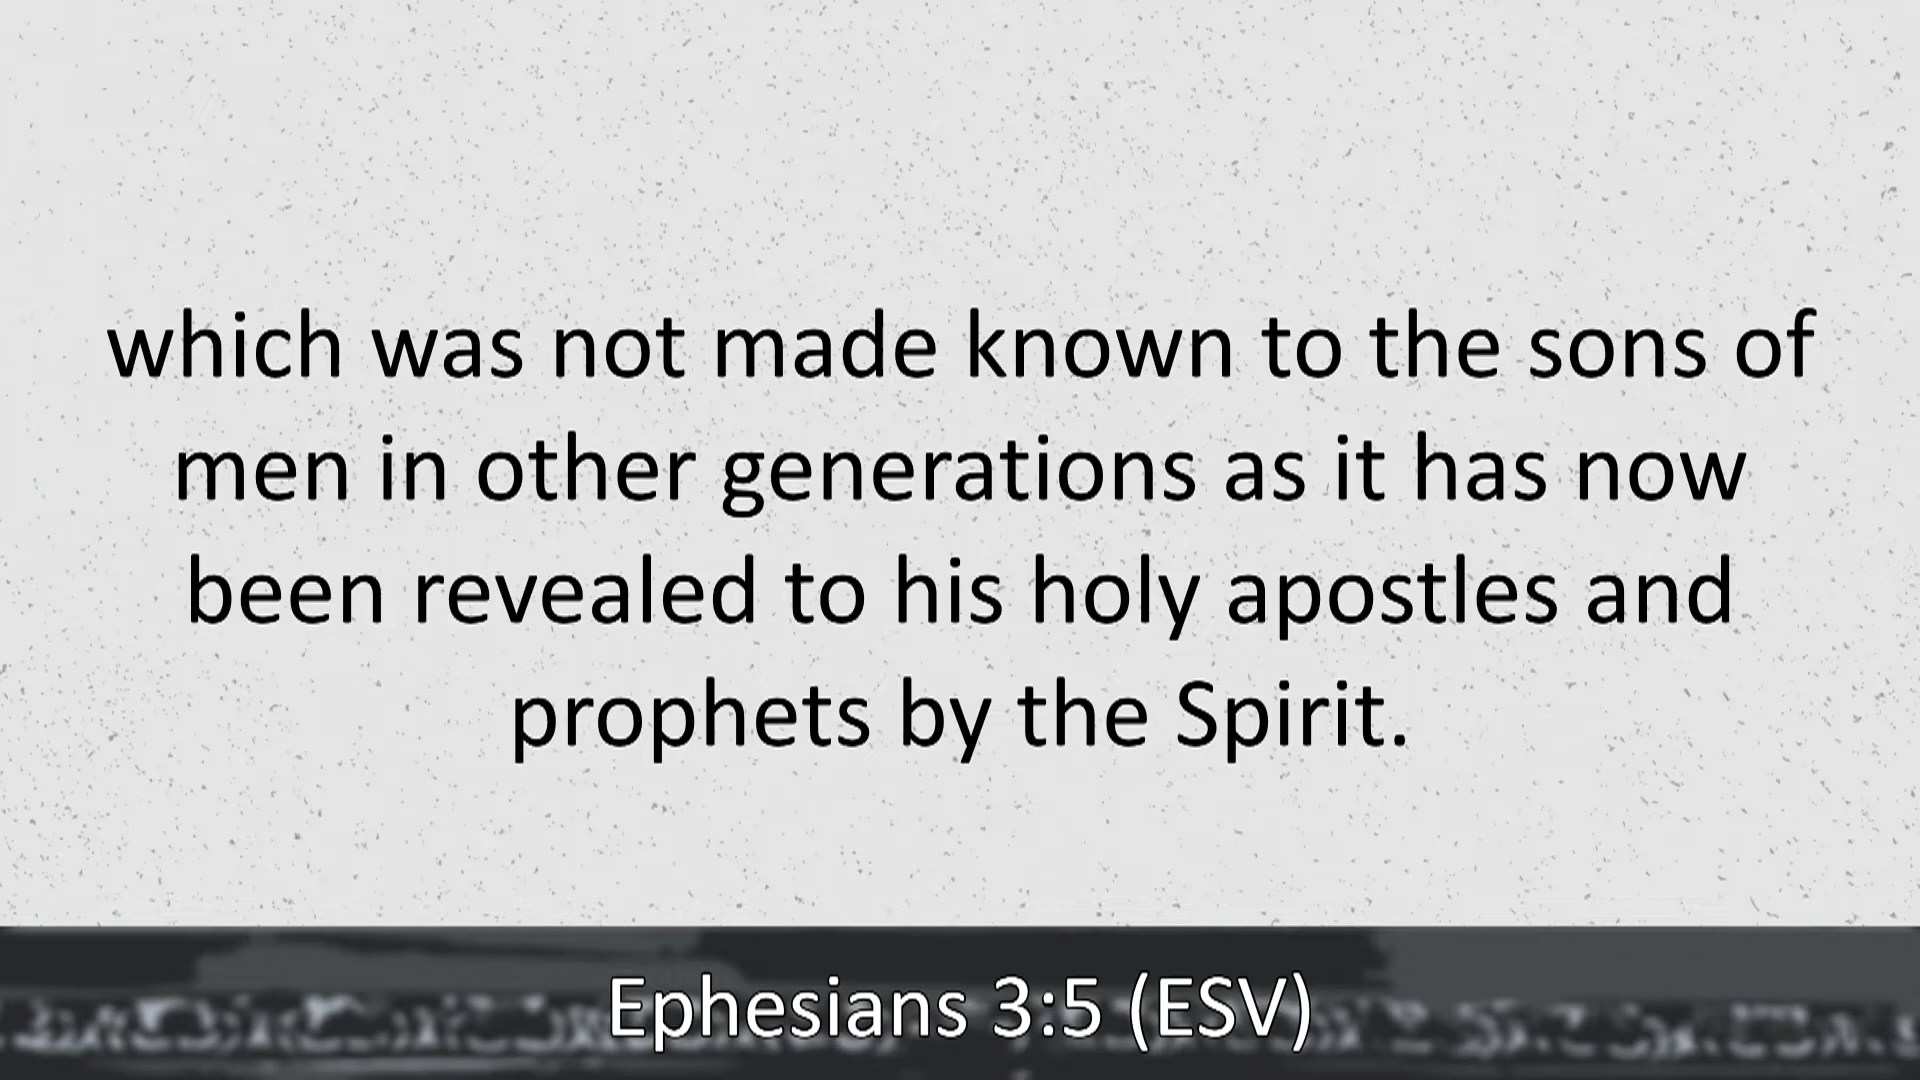 which was not made known to the sons of
men in other generations as it has now
been revealed to his holy apostles and
prophets by the Spirit.
Ephesians 3:5 (ESV)